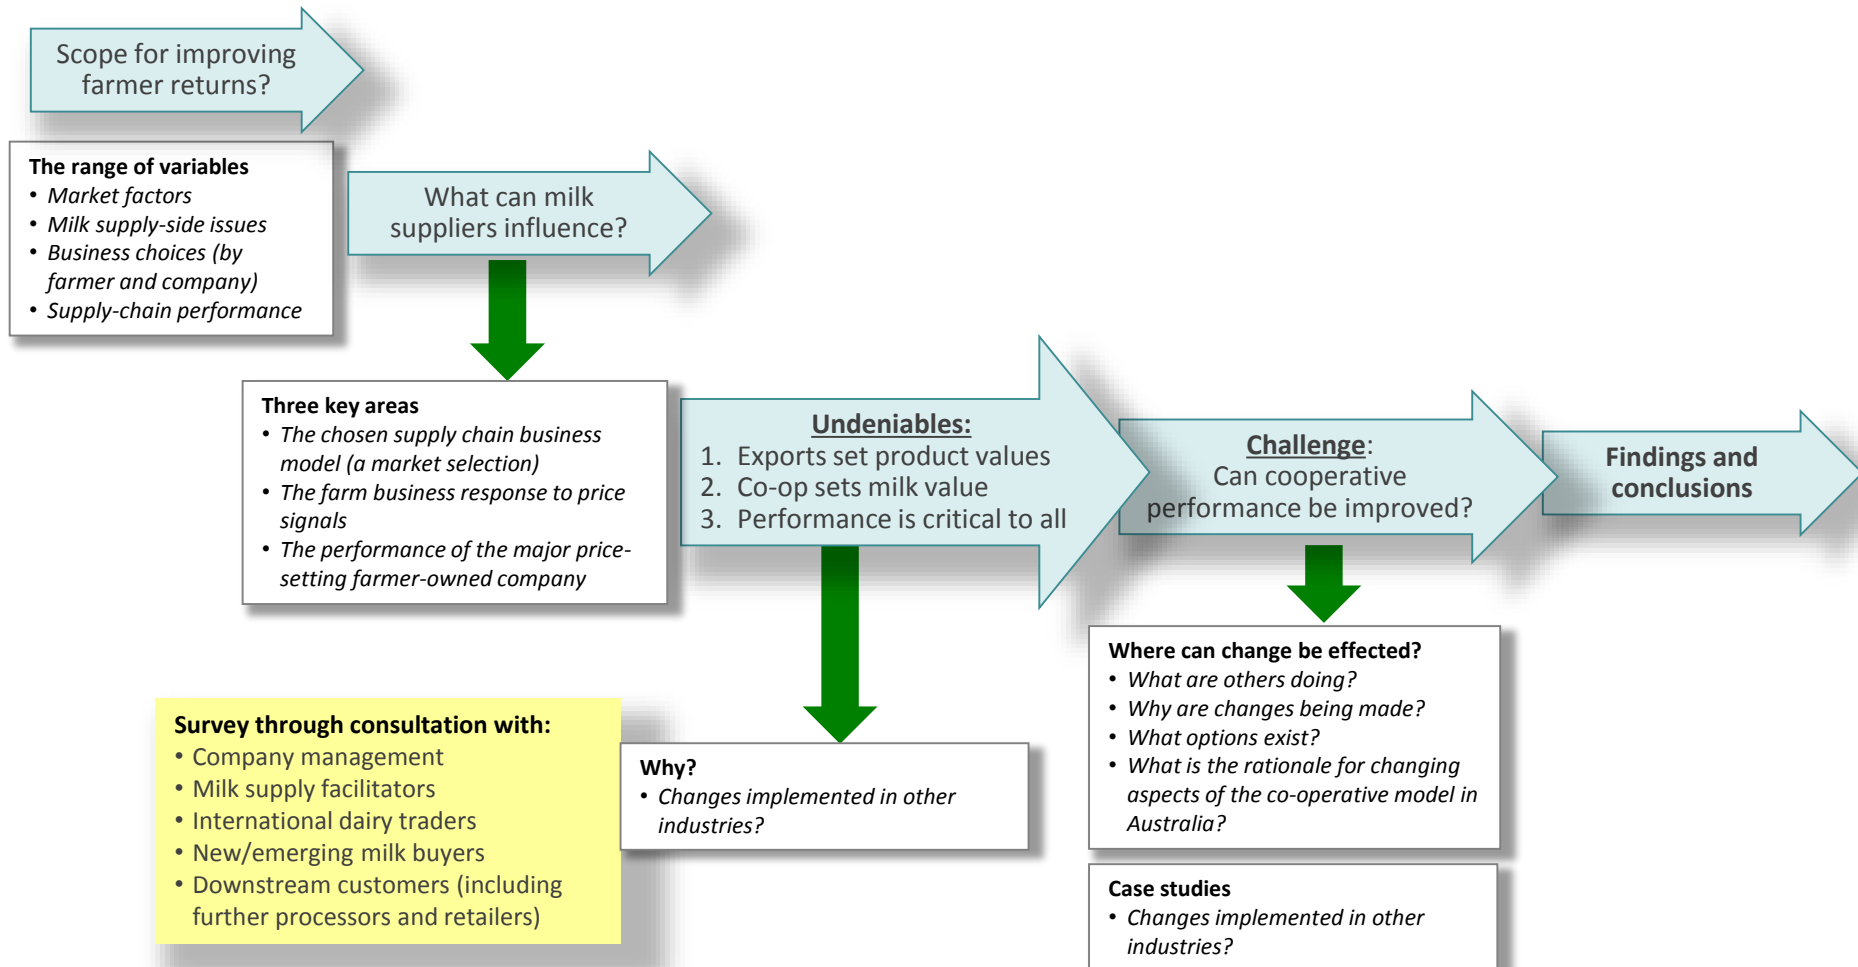 Scope for improving
farmer returns?
The range of variables
• Market factors
• Milk supply-side issues
• Business choices (by
farmer and company)
• Supply-chain performance
What can milk
suppliers influence?
Three key areas
• The chosen supply chain business
model (a market selection)
• The farm business response to price
signals
• The performance of the major price-
setting farmer-owned company
Undeniables:
1. Exports set product values
2. Co-op sets milk value
3. Performance is critical to all
Challenge:
Can cooperative
performance be improved?
Findings and
conclusions
Survey through consultation with:
• Company management
• Milk supply facilitators
• International dairy traders
• New/emerging milk buyers
• Downstream customers (including
further processors and retailers)
Why?
• Changes implemented in other
industries?
Where can change be effected?
• What are others doing?
• Why are changes being made?
• What options exist?
• What is the rationale for changing
aspects of the co-operative model in
Australia?
Case studies
• Changes implemented in other
industries?